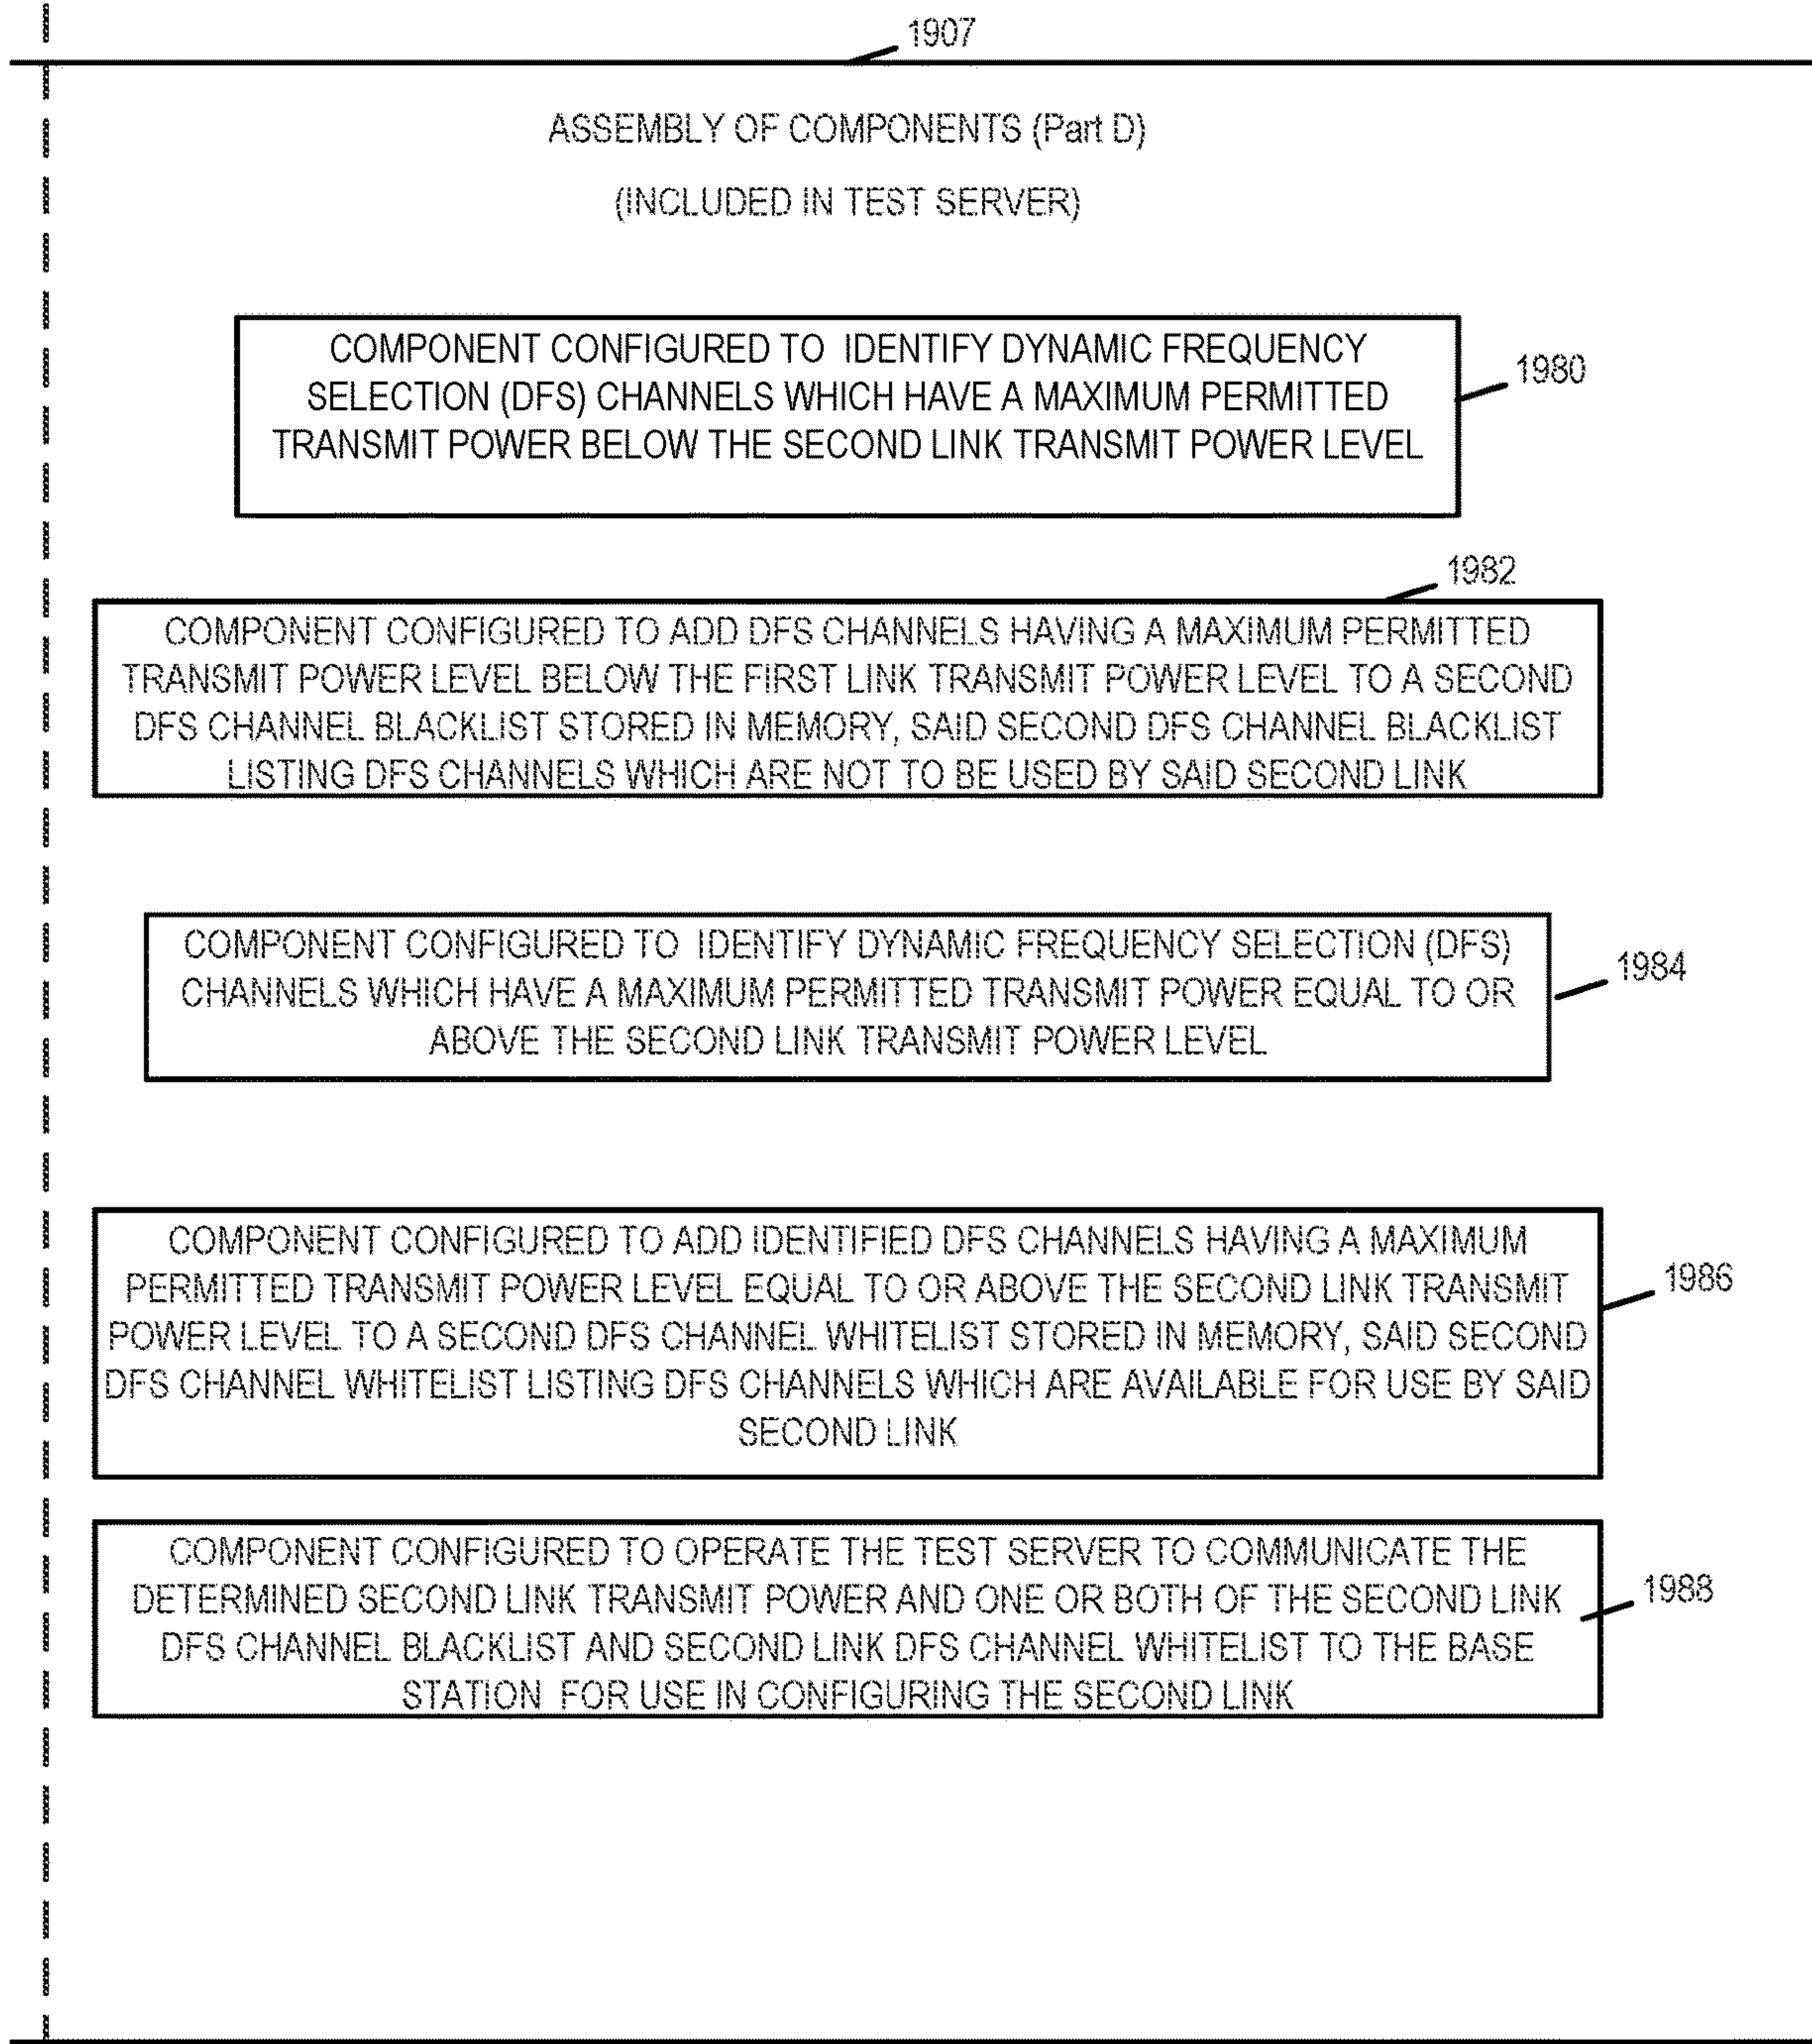 1907
ASSEMBLY OF COMPONENTS (Part D)
(INCLUDED IN TEST SERVER)
COMPONENT CONFIGURED TO IDENTIFY DYNAMIC FREQUENCY
SELECTION (DFS) CHANNELS WHICH HAVE A MAXIMUM PERMITTED
TRANSMIT POWER BELOW THE SECOND LINK TRANSMIT POWER LEVEL
1980
1982
COMPONENT CONFIGURED TO ADD DFS CHANNELS HAVING A MAXIMUM PERMITTED
TRANSMIT POWER LEVEL BELOW THE FIRST LINK TRANSMIT POWER LEVEL TO A SECOND
DFS CHANNEL BLACKLIST STORED IN MEMORY, SAID SECOND DFS CHANNEL BLACKLIST
LISTING DFS CHANNELS WHICH ARE NOT TO BE USED BY SAID SECOND LINK
COMPONENT CONFIGURED TO IDENTIFY DYNAMIC FREQUENCY SELECTION (DFS)
CHANNELS WHICH HAVE A MAXIMUM PERMITTED TRANSMIT POWER EQUAL TO OR
ABOVE THE SECOND LINK TRANSMIT POWER LEVEL
1984
COMPONENT CONFIGURED TO ADD IDENTIFIED DFS CHANNELS HAVING A MAXIMUM
PERMITTED TRANSMIT POWER LEVEL EQUAL TO OR ABOVE THE SECOND LINK TRANSMIT
POWER LEVEL TO A SECOND DFS CHANNEL WHITELIST STORED IN MEMORY, SAID SECOND
DFS CHANNEL WHITELIST LISTING DFS CHANNELS WHICH ARE AVAILABLE FOR USE BY SAID
SECOND LINK
1986
COMPONENT CONFIGURED TO OPERATE THE TEST SERVER TO COMMUNICATE THE
DETERMINED SECOND LINK TRANSMIT POWER AND ONE OR BOTH OF THE SECOND LINK
DFS CHANNEL BLACKLIST AND SECOND LINK DFS CHANNEL WHITELIST TO THE BASE
STATION FOR USE IN CONFIGURING THE SECOND LINK
1988